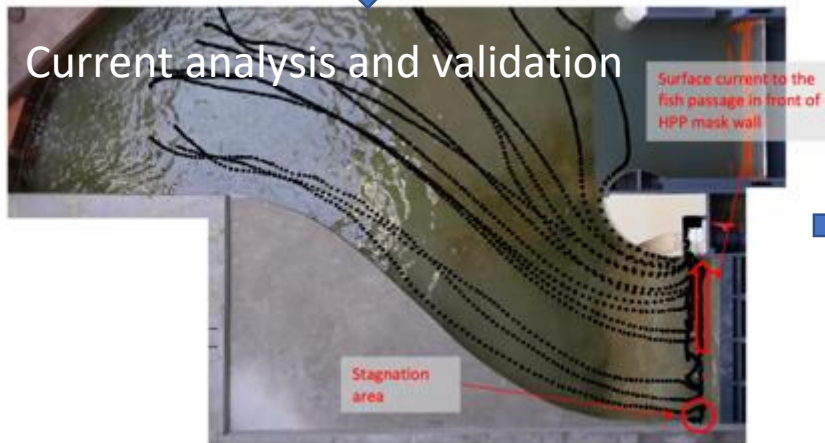 Current analysis and validation
Surface current to the
fish passage in front of
HPP mask wall
Stagnation
area